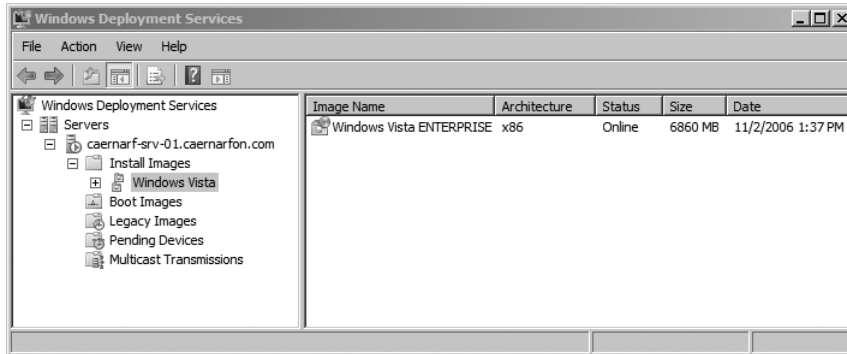 Windows Deployment Services
File Action View Help
Windows Deployment Services
Servers
caernarf-srv-01.caernarfon.com
Install Images
Windows Vista
Boot Images
Legacy Images
Pending Devices
Multicast Transmissions
Image Name Architecture Status Size Date
Windows Vista ENTERPRISE x86 Online 6860 MB 11/2/2006 1:37 PM